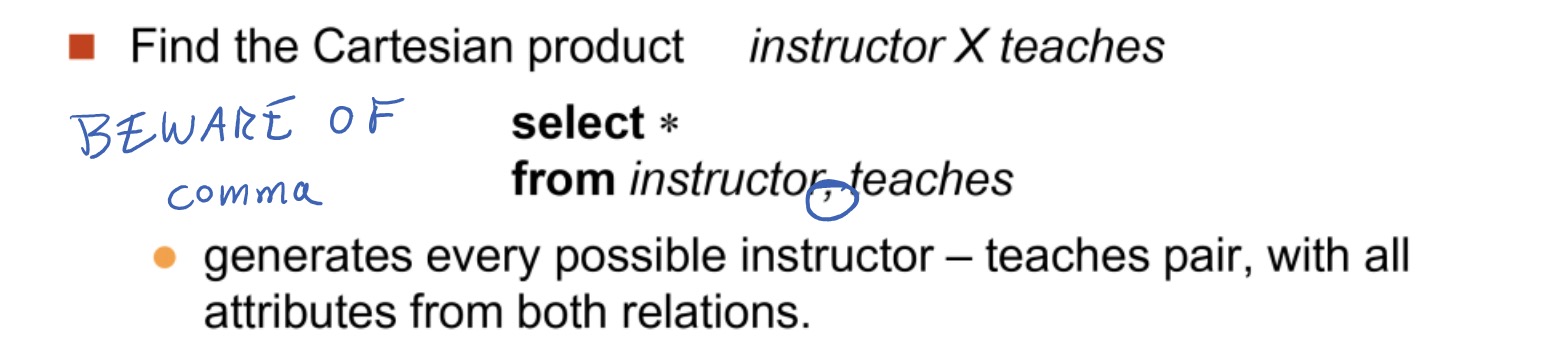 Find the Cartesian product instructor X teaches
BEWARE OF
select *
comma
from instructor, teaches
generates every possible instructor – teaches pair, with all
attributes from both relations.